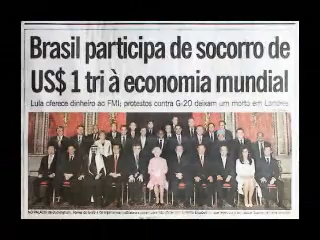 Brasil participa de socorro de
US$ 1 tri à economia mundial
Lula oferece dinheiro ao FMI; protestos contra G-20 deixam um morto em Londres